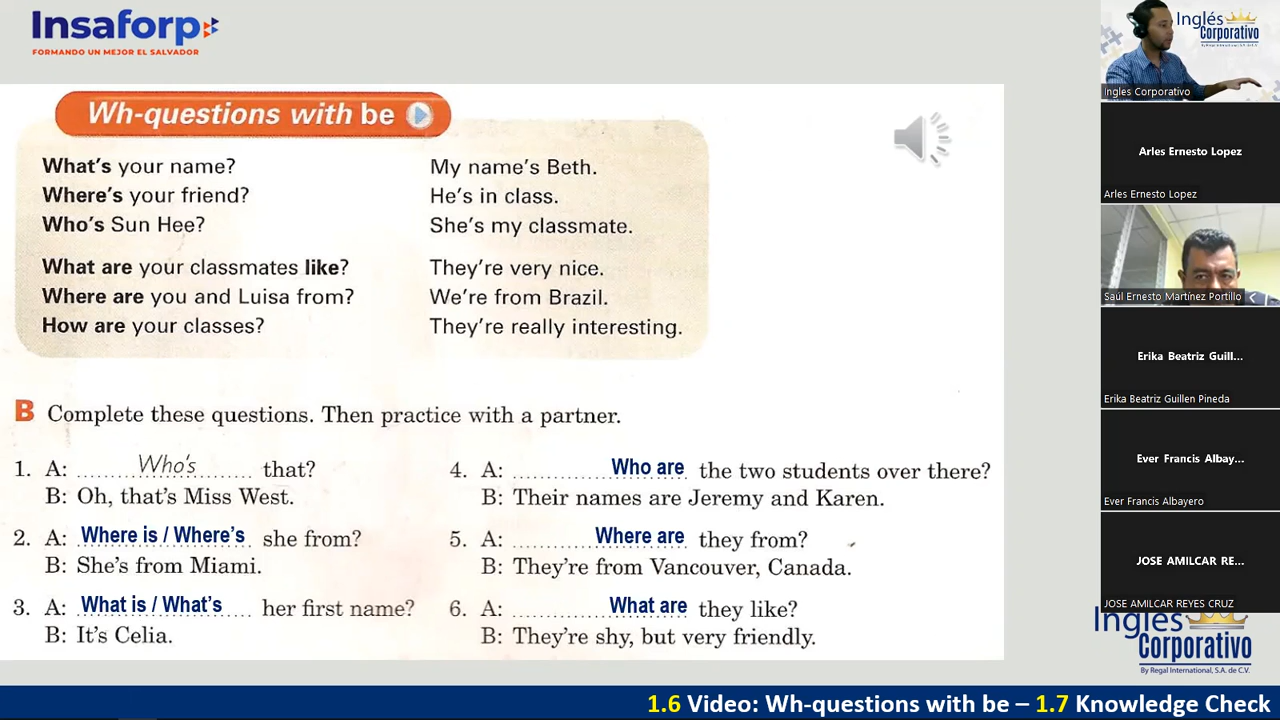 Insaforp
FORMANDO UN MEJOR EL SALVADOR
Wh-questions with be
What's your name? My name's Beth.
Where's your friend? He's in class.
Who's Sun Hee? She's my classmate.
What are your classmates like? They're very nice.
Where are you and Luisa from? We're from Brazil.
How are your classes? They're really interesting.
B Complete these questions. Then practice with a partner.
1. A: Who's that?
B: Oh, that's Miss West.
2. A: Where is / Where's she from?
B: She's from Miami.
3. A: What is / What's her first name?
B: It's Celia.
4. A: Who are the two students over there?
B: Their names are Jeremy and Karen.
5. A: Where are they from?
B: They're from Vancouver, Canada.
6. A: What are they like?
B: They're shy, but very friendly.
Inglés
Corporativo
By Regal International, S.A. de C.V.
Ingles Corporativo
Arles Ernesto Lopez
Arles Ernesto Lopez
Saúl Ernesto Martínez Portillo
Erika Beatriz Guill...
Erika Beatriz Guillen Pineda
Ever Francis Albay...
Ever Francis Albayero
JOSE AMILCAR RE...
JOSE AMILCAR REYES CRUZ
Inglés
Corporativo
By Regal International, S.A. de C.V.
1.6 Video: Wh-questions with be – 1.7 Knowledge Check